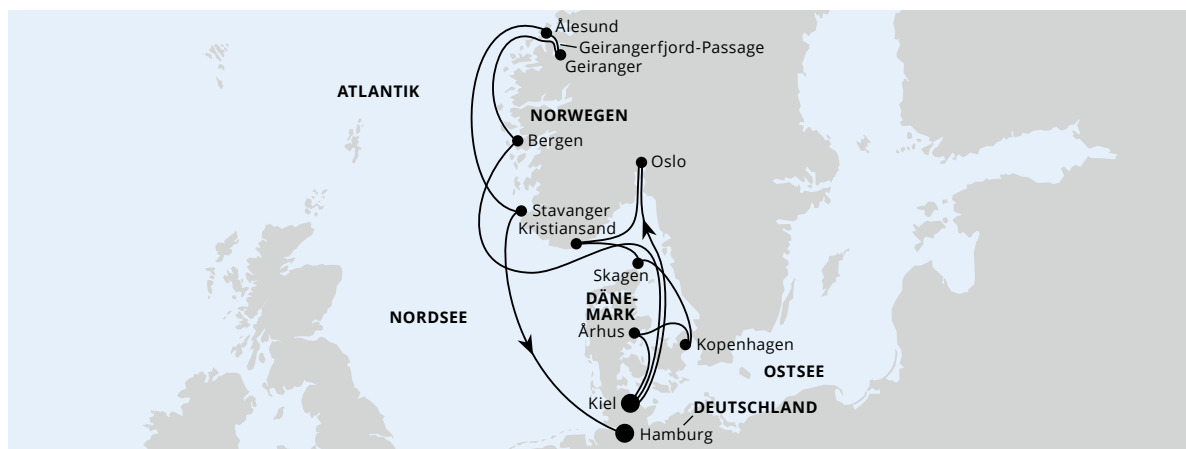 Ålesund
Geirangerfjord-Passage
Geiranger
ATLANTIK
NORWEGEN
Bergen
Oslo
Stavanger
Kristiansand
Skagen
DÄNE-
MARK
NORDSEE
Århus
Kopenhagen
OSTSEE
Kiel
DEUTSCHLAND
Hamburg